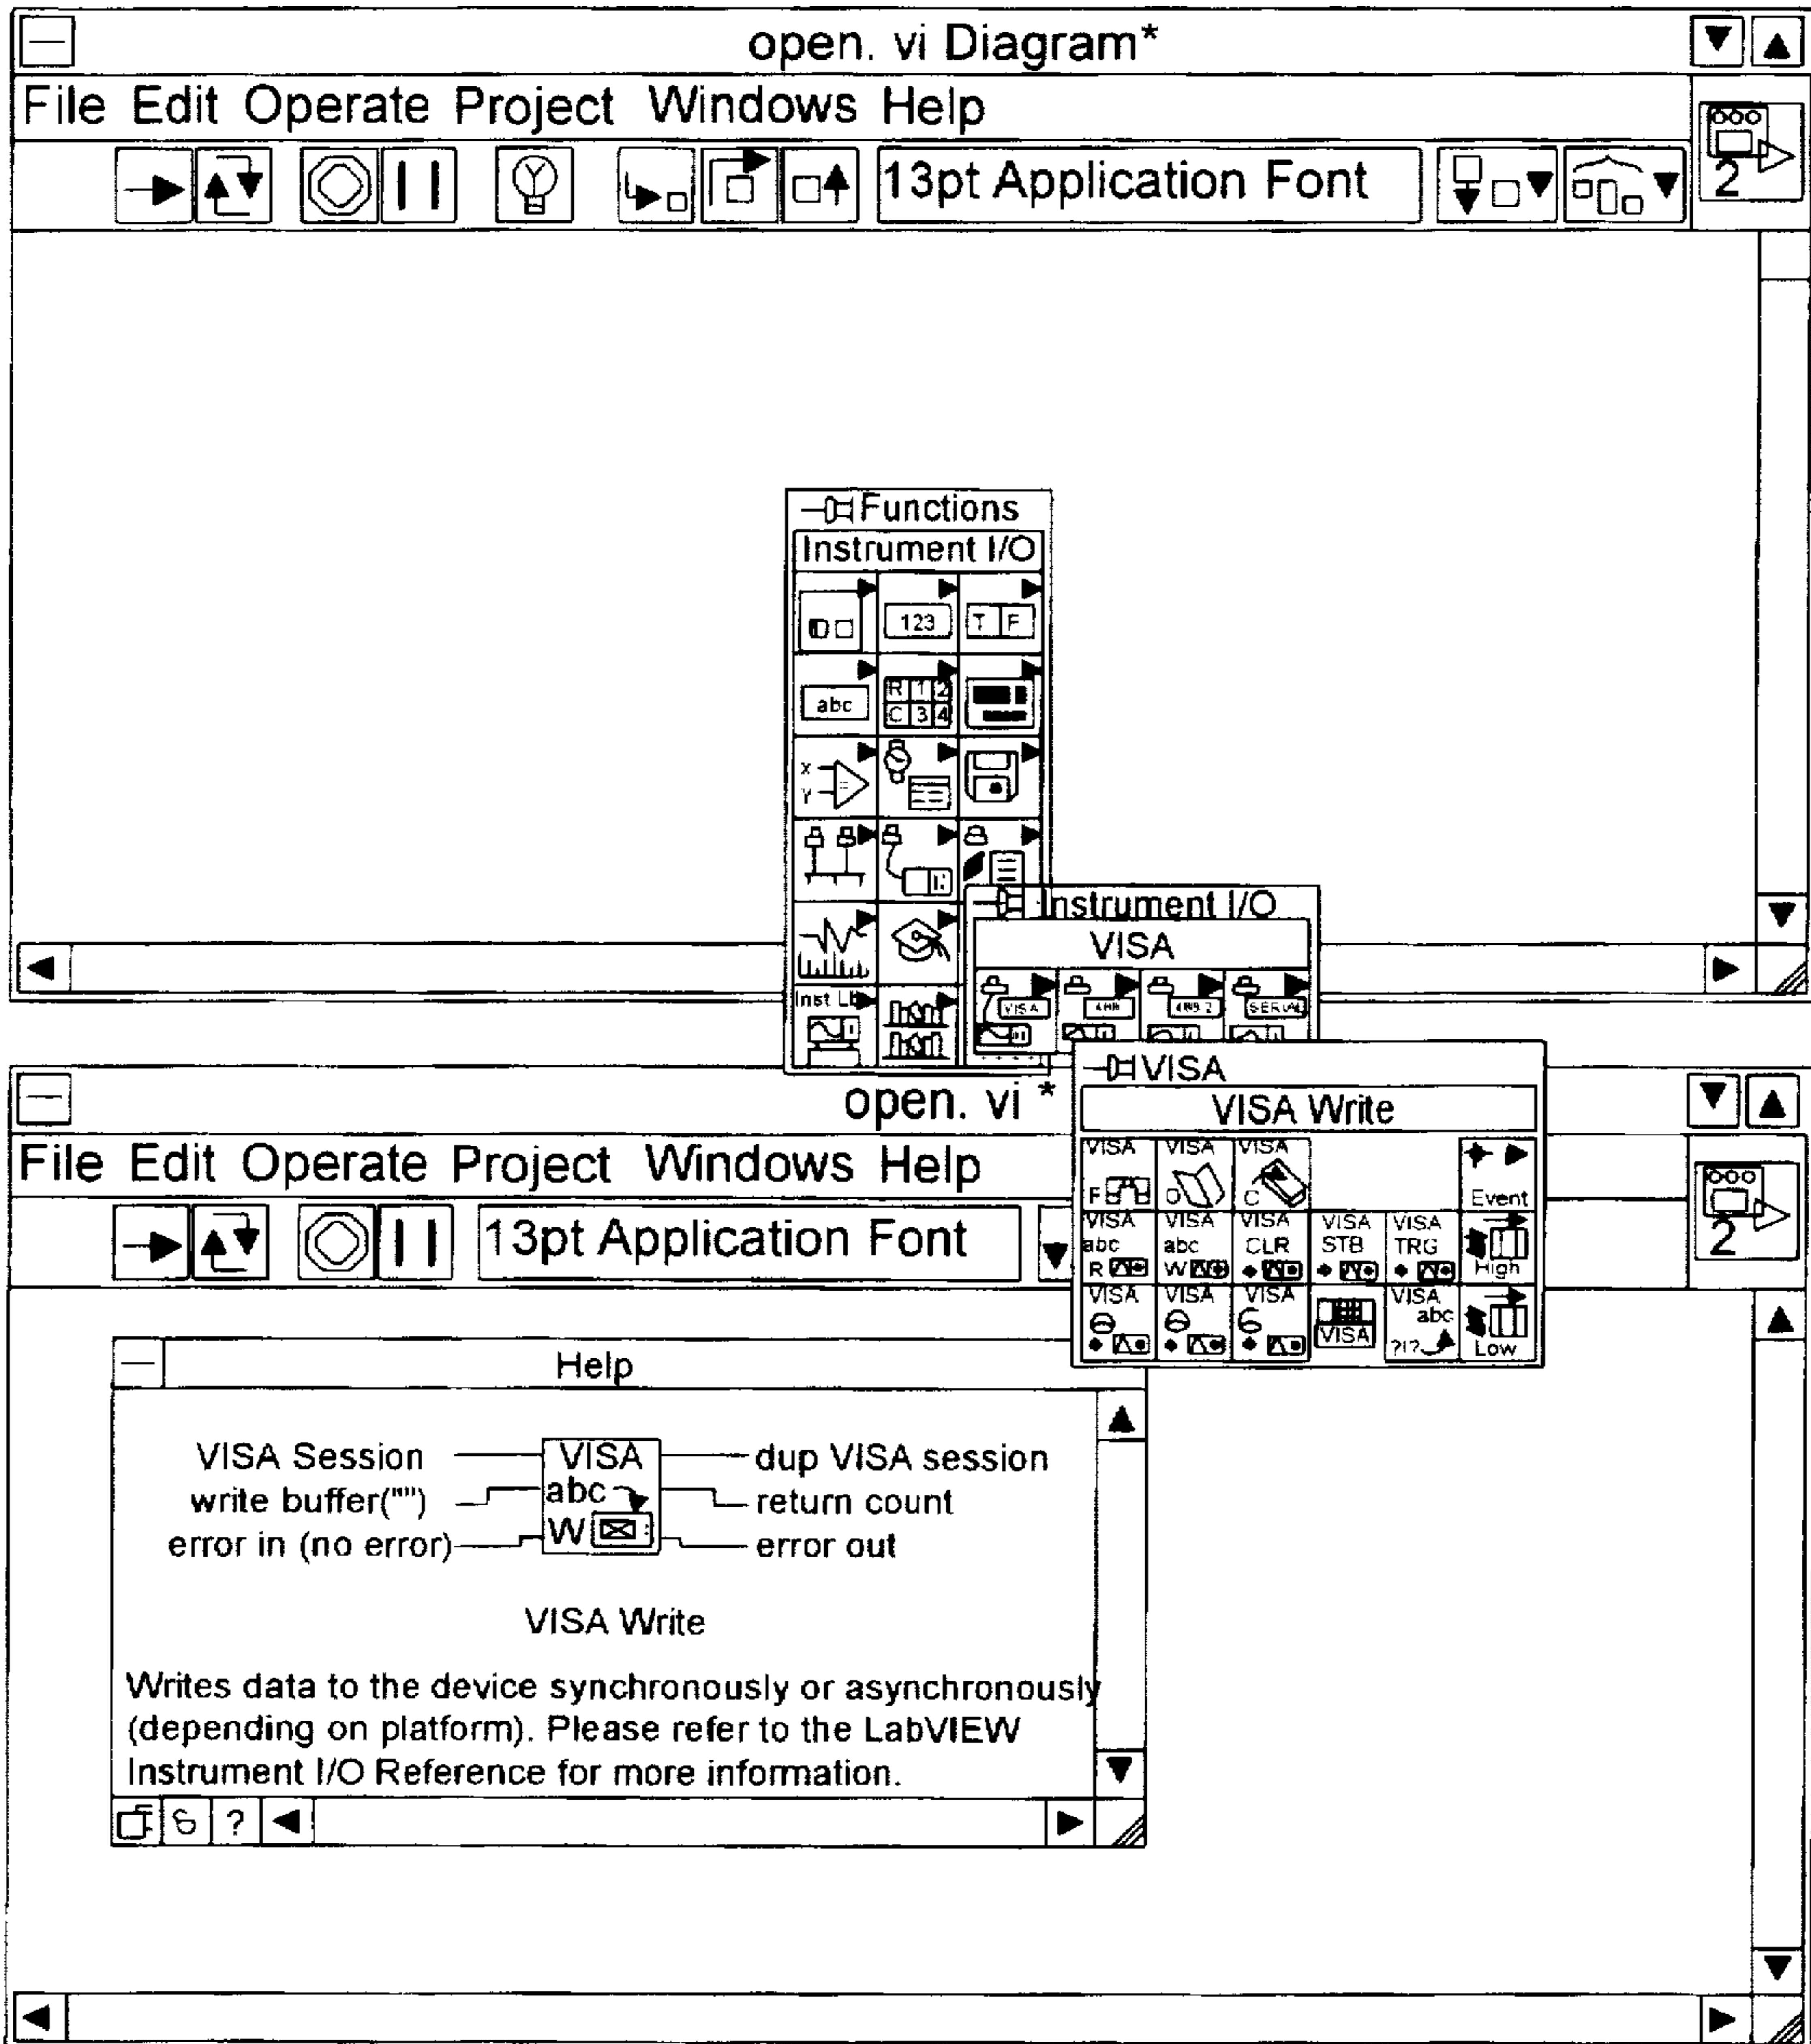 open. vi Diagram*
File Edit Operate Project Windows Help
13pt Application Font
2
Functions
Instrument I/O
123
T F
abc
R 1 2
C 3 4
X
Y
Instrument I/O
VISA
Inst Lb
VISA
SERIAL
VISA
VISA Write
open. vi *
File Edit Operate Project Windows Help
13pt Application Font
2
VISA VISA VISA
F O C Event
VISA VISA VISA VISA VISA
abc abc CLR STB TRG
R W High
VISA VISA VISA VISA
abc
VISA ?!? Low
Help
VISA Session VISA dup VISA session
write buffer("") abc return count
error in (no error) W error out
VISA Write
Writes data to the device synchronously or asynchronously
(depending on platform). Please refer to the LabVIEW
Instrument I/O Reference for more information.
?